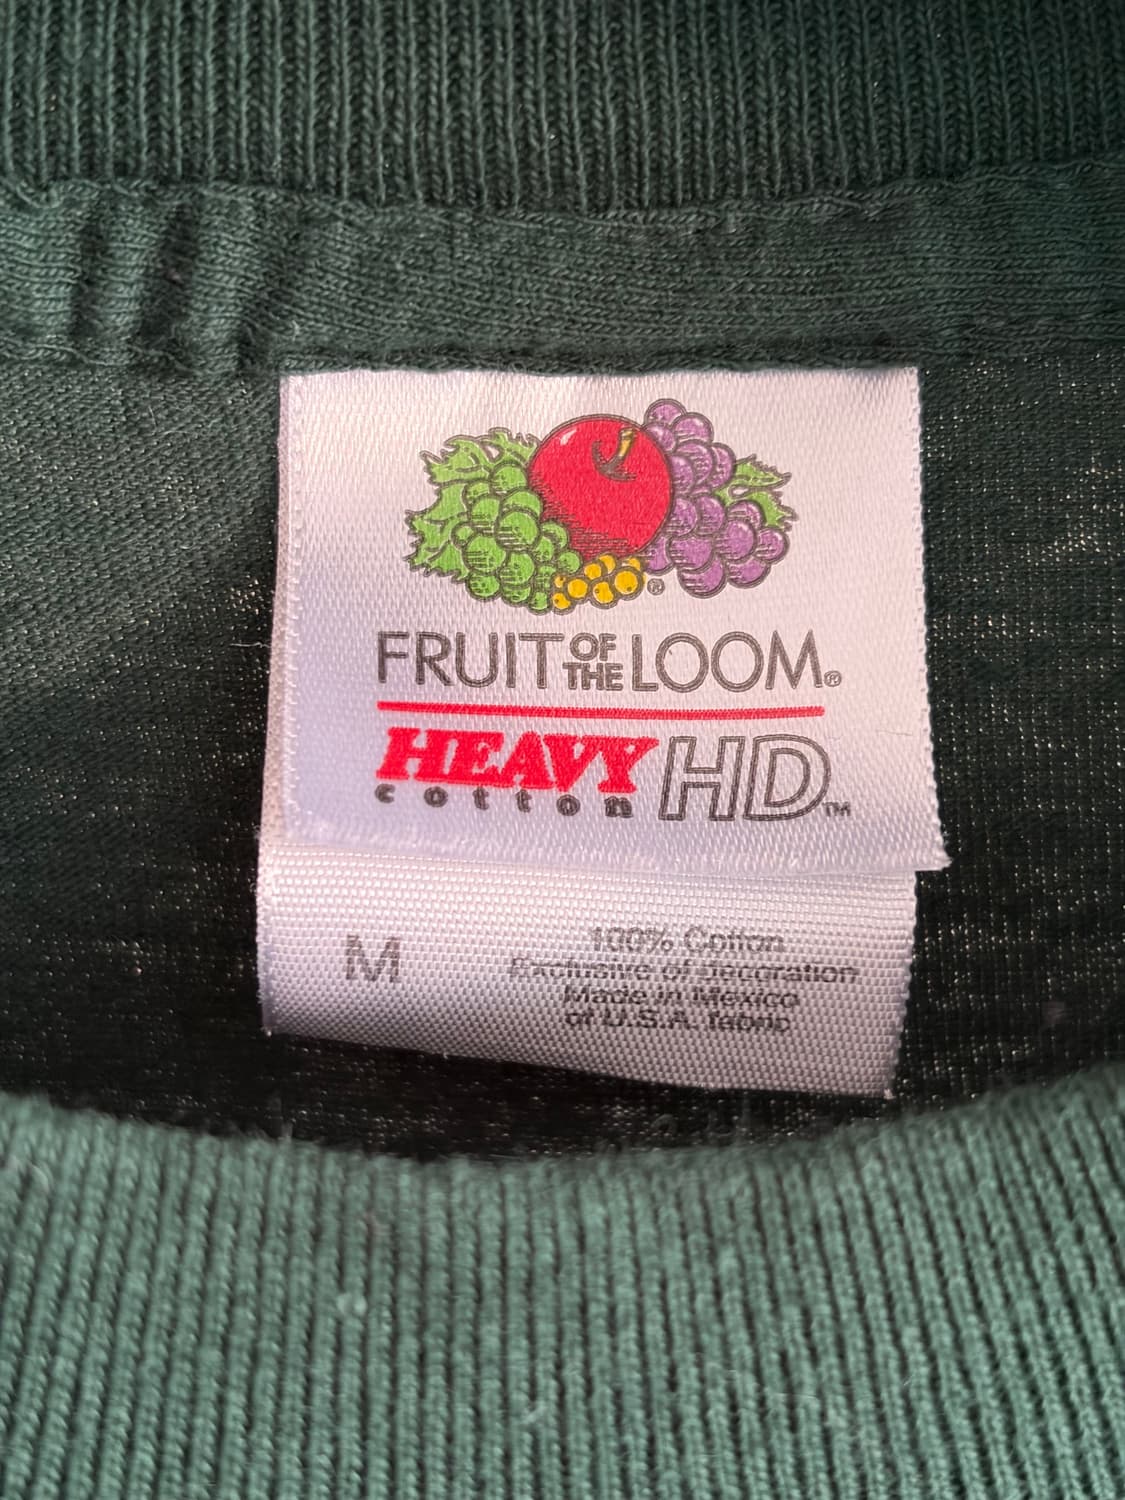 ®
FRUIT OF THE LOOM®
HEAVY HD™
cotton
M
100% Cotton
Exclusive of decoration
Made in Mexico
of U.S.A. fabric